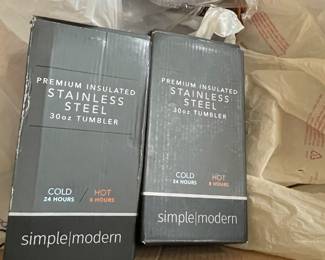 PREMIUM INSULATED
STAINLESS
STEEL
30oz TUMBLER
COLD / HOT
24 HOURS 8 HOURS
simple|modern
PREMIUM INSULATED
STAINLESS
STEEL
30oz TUMBLER
COLD / HOT
24 HOURS 8 HOURS
simple|modern